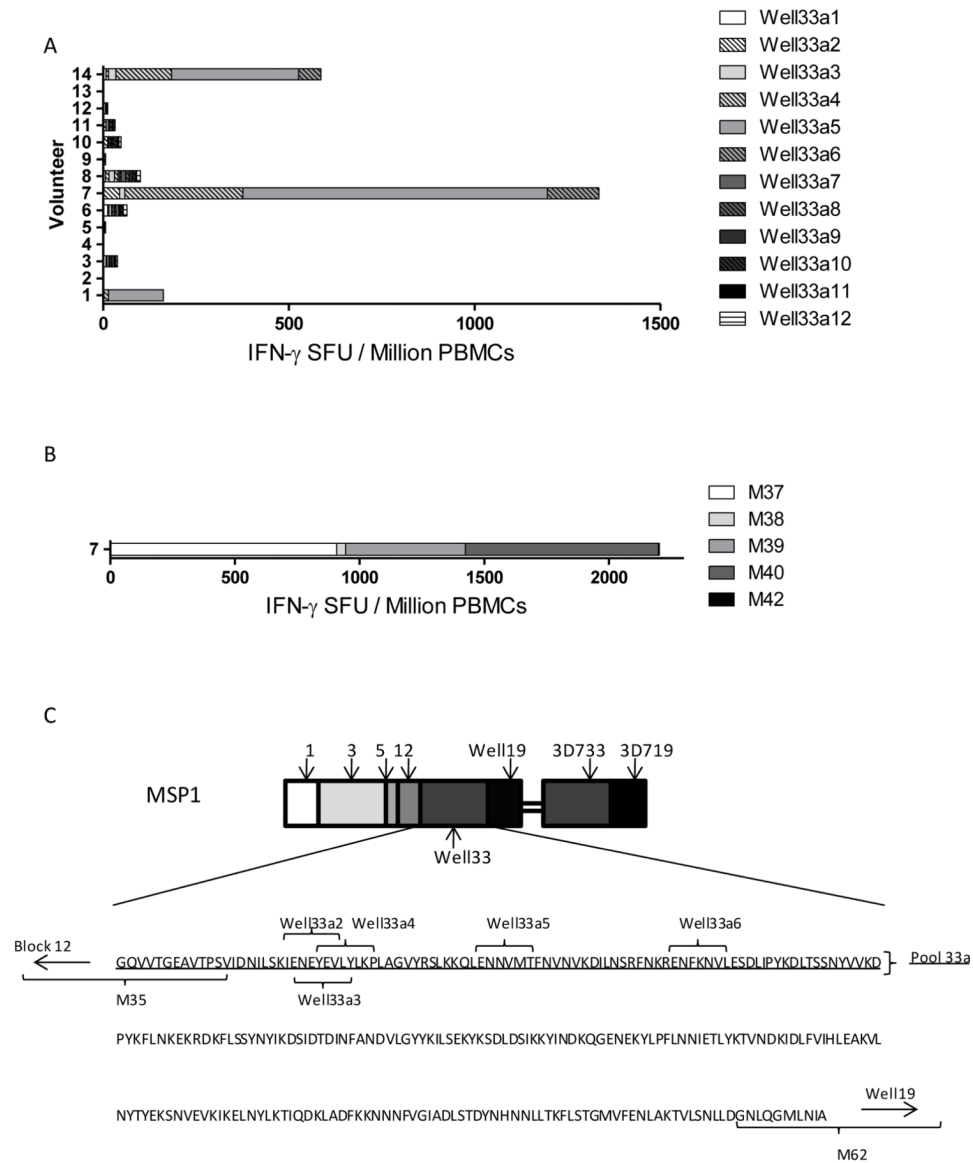 A
Volunteer
14
13
12
11
10
9
8
7
6
5
4
3
2
1
0 500 1000 1500
IFN-γ SFU / Million PBMCs
Well33a1
Well33a2
Well33a3
Well33a4
Well33a5
Well33a6
Well33a7
Well33a8
Well33a9
Well33a10
Well33a11
Well33a12
B
7
0 500 1000 1500 2000
IFN-γ SFU / Million PBMCs
M37
M38
M39
M40
M42
C
1 3 5 12 Well19 3D733 3D719
MSP1
Well33
Well33a2 Well33a4 Well33a5 Well33a6
Block 12
GQVVTGEAVTPSVIDNILSKIENEYEVLYLKPLAGVYRSLKKQLENNVMTFNVNVKDILNSRFNKRENFKNVLESDLIPYKDLTSSNYVVKD
Pool 33a
M35
Well33a3
PYKFLNKEKRDKFLSSYNYIKDSIDTDINFANDVLGYYKILSEKYKSDLDSIKKYINDKQGENEKYLPFLNNIETLYKTVNDKIDLFVIHLEAKVL
NYTYEKSNVEVKIKELNYLKTIQDKLADFKKNNNFVGIADLSTDYNHNNLLTKFLSTGMVFENLAKTVLSNLLDGNLQGMLNIA
Well19
M62